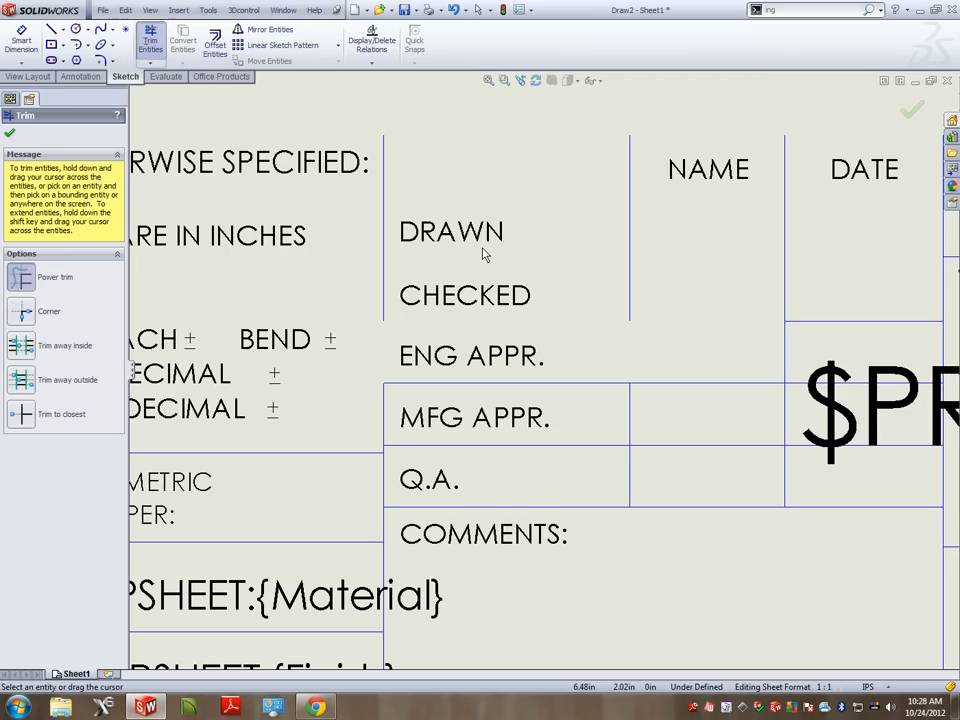 SOLIDWORKS
File Edit View Insert Tools 3Dcontrol Window Help
Draw2 - Sheet1 *
ing
Smart Dimension
Trim Entities
Convert Entities
Offset Entities
Mirror Entities
Linear Sketch Pattern
Move Entities
Display/Delete Relations
Quick Snaps
View Layout Annotation Sketch Evaluate Office Products
Trim
?
Message
To trim entities, hold down and
drag your cursor across the
entities, or pick on an entity and
then pick on a bounding entity or
anywhere on the screen. To
extend entities, hold down the
shift key and drag your cursor
across the entities.
Options
Power trim
Corner
Trim away inside
Trim away outside
Trim to closest
RWISE SPECIFIED:
NAME DATE
DRAWN
ARE IN INCHES
CHECKED
ACH ± BEND ±
ENG APPR.
ECIMAL ±
$PR
DECIMAL ±
MFG APPR.
METRIC
Q.A.
PER:
COMMENTS:
PSHEET:{Material}
Sheet1
Select an entity or drag the cursor
6.48in 2.02in 0in Under Defined Editing Sheet Format 1 : 1 IPS
10:28 AM
10/24/2012